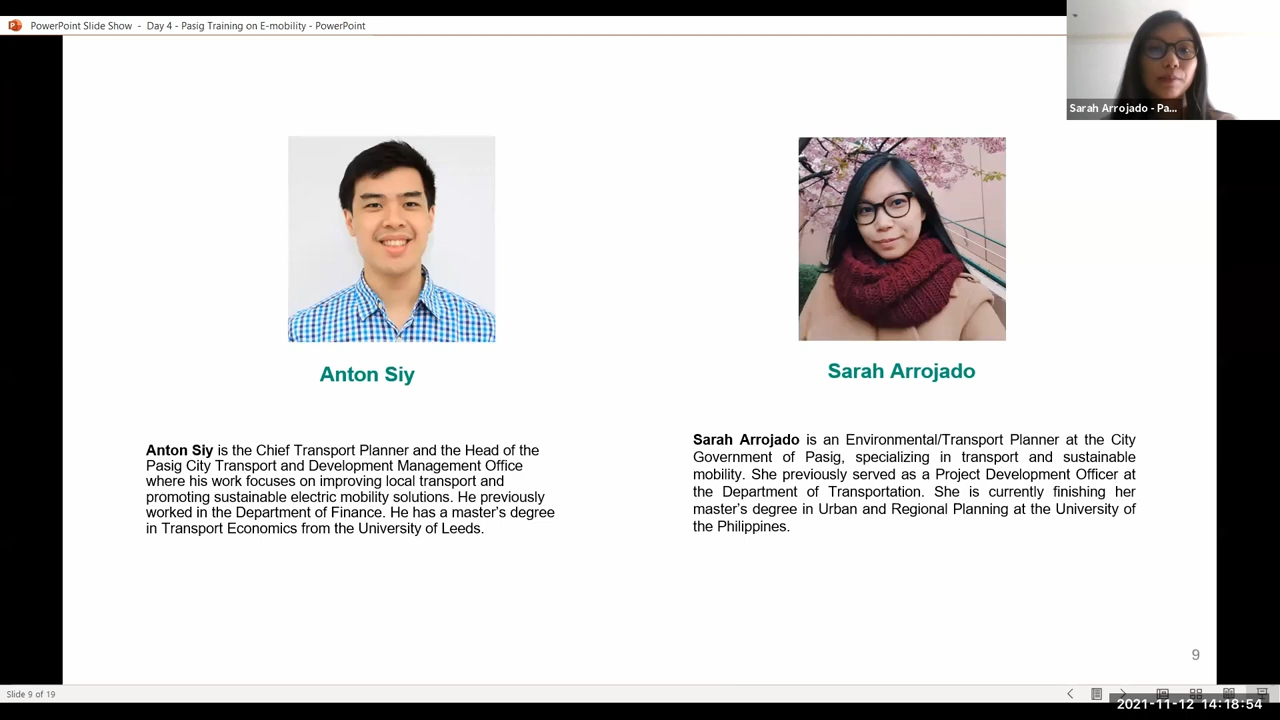 PowerPoint Slide Show - Day 4 - Pasig Training on E-mobility - PowerPoint
Sarah Arrojado - Pa...
Anton Siy
Anton Siy is the Chief Transport Planner and the Head of the
Pasig City Transport and Development Management Office
where his work focuses on improving local transport and
promoting sustainable electric mobility solutions. He previously
worked in the Department of Finance. He has a master's degree
in Transport Economics from the University of Leeds.
Sarah Arrojado
Sarah Arrojado is an Environmental/Transport Planner at the City
Government of Pasig, specializing in transport and sustainable
mobility. She previously served as a Project Development Officer at
the Department of Transportation. She is currently finishing her
master's degree in Urban and Regional Planning at the University of
the Philippines.
9
Slide 9 of 19
2021-11-12 14:18:54